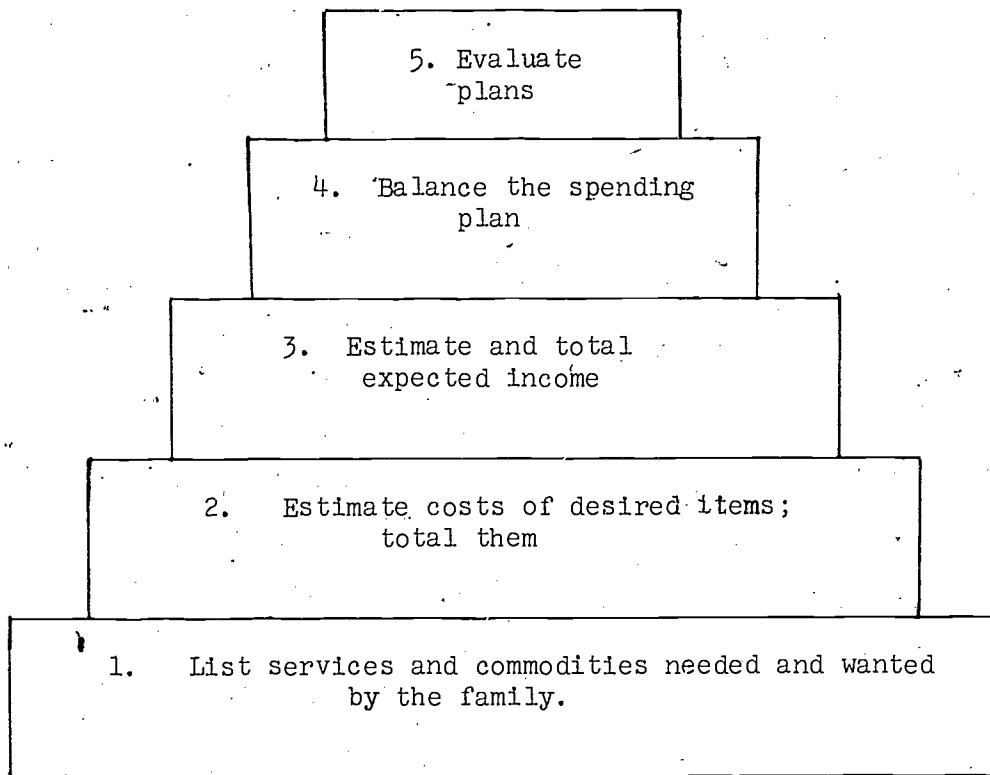 5. Evaluate
plans
4. Balance the spending
plan
3. Estimate and total
expected income
2. Estimate costs of desired items;
total them
1. List services and commodities needed and wanted
by the family.